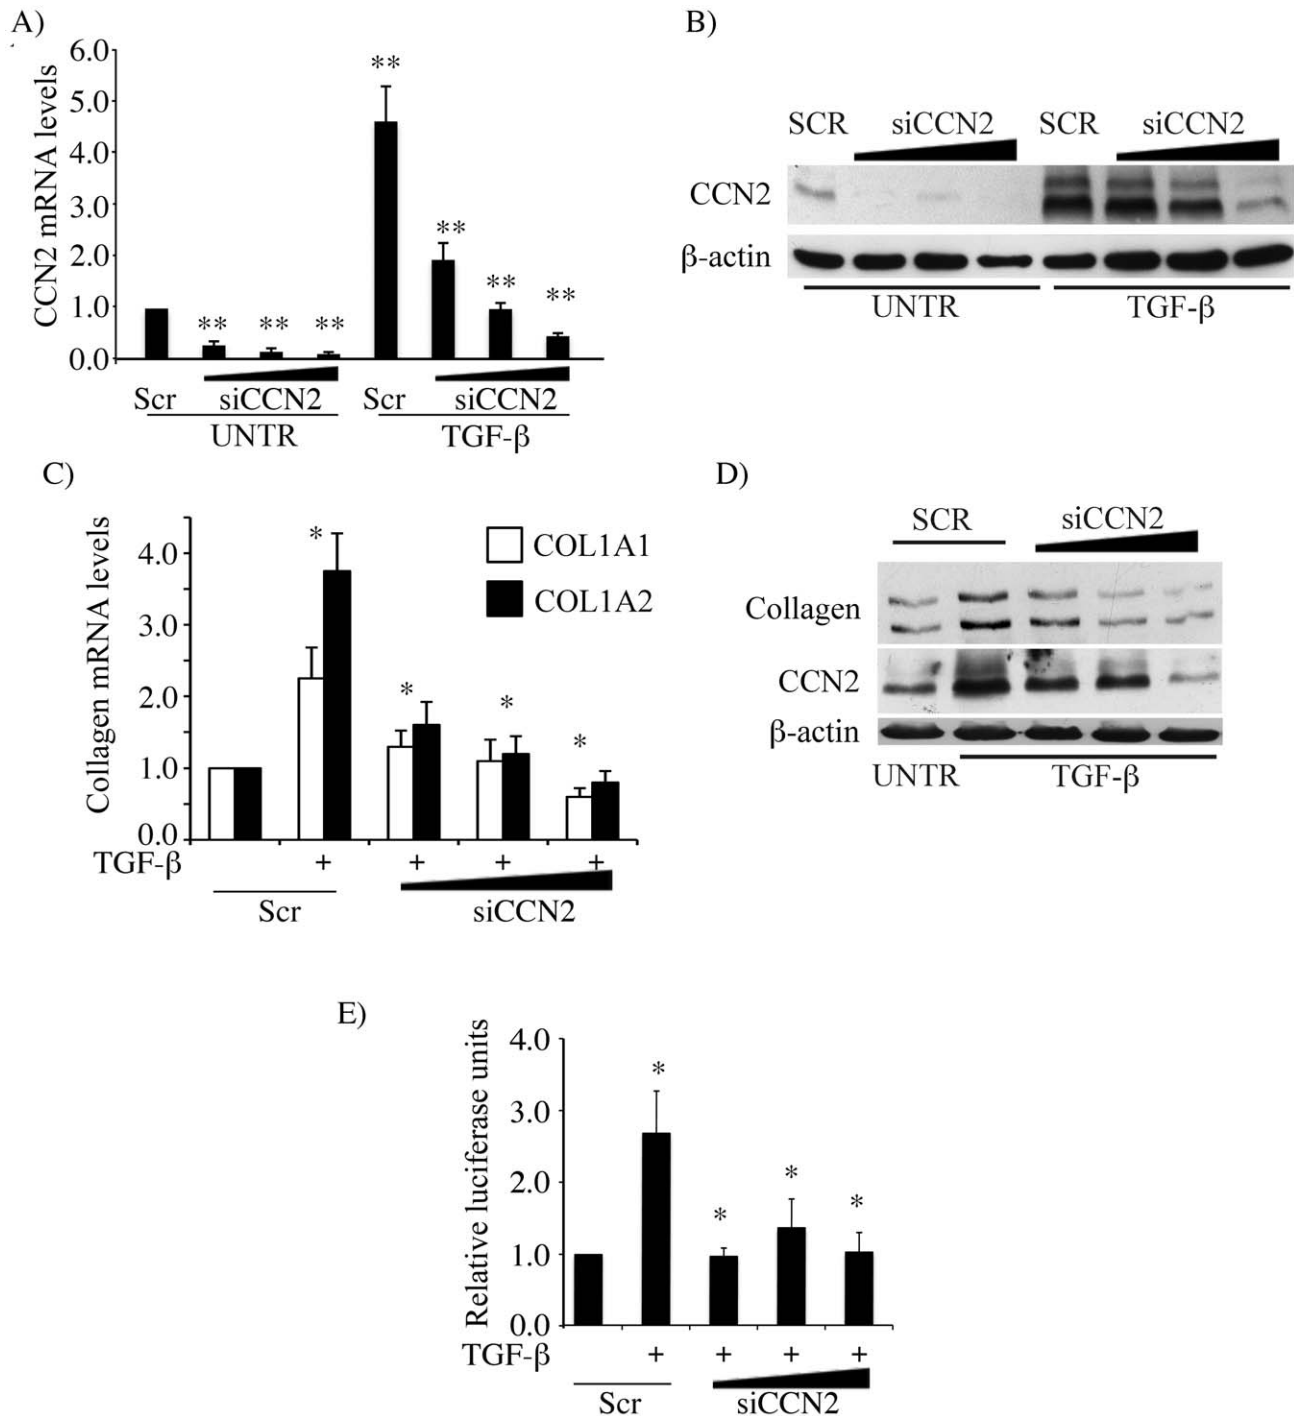 A)
CCN2 mRNA levels
6.0
5.0
4.0
3.0
2.0
1.0
0.0
**
**
**
**
**
**
**
Scr
siCCN2
Scr
siCCN2
UNTR
TGF-β
B)
SCR
siCCN2
SCR
siCCN2
CCN2
β-actin
UNTR
TGF-β
C)
Collagen mRNA levels
4.0
3.0
2.0
1.0
0.0
*
*
*
*
COL1A1
COL1A2
TGF-β + + + +
Scr
siCCN2
D)
SCR
siCCN2
Collagen
CCN2
β-actin
UNTR
TGF-β
E)
Relative luciferase units
4.0
3.0
2.0
1.0
0.0
*
*
*
*
TGF-β + + + +
Scr
siCCN2